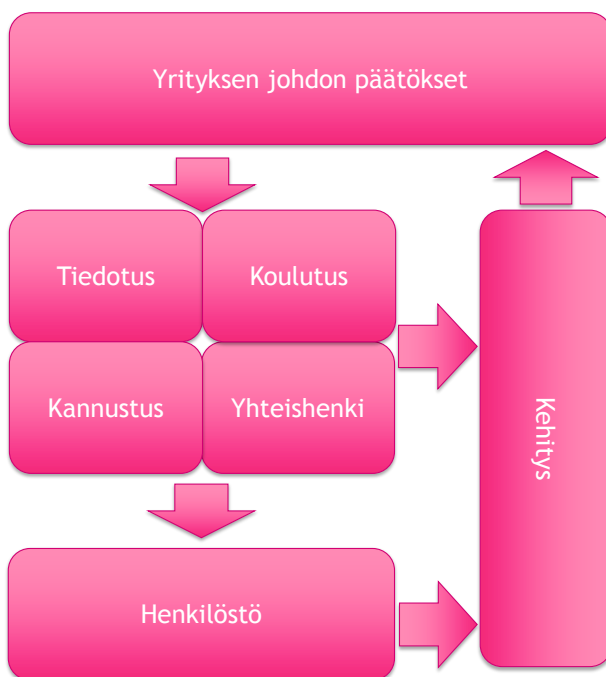 Yrityksen johdon päätökset
Tiedotus
Koulutus
Kannustus
Yhteishenki
Kehitys
Henkilöstö